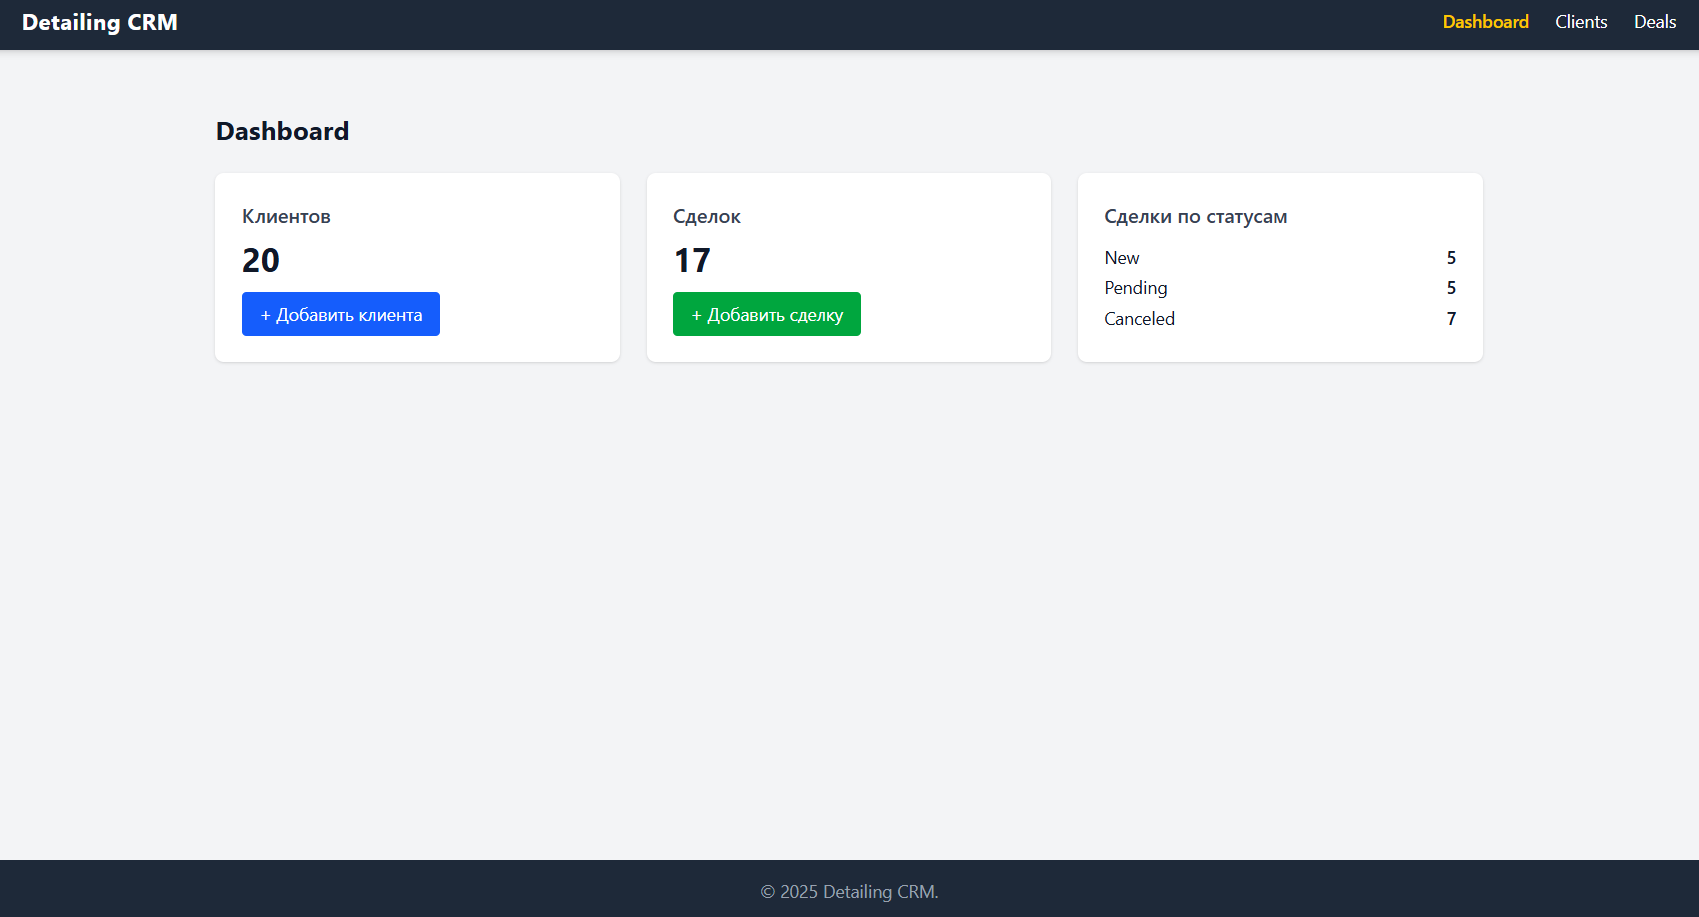 Detailing CRM
Dashboard Clients Deals
Dashboard
Клиентов
20
+ Добавить клиента
Сделок
17
+ Добавить сделку
Сделки по статусам
New 5
Pending 5
Canceled 7
© 2025 Detailing CRM.